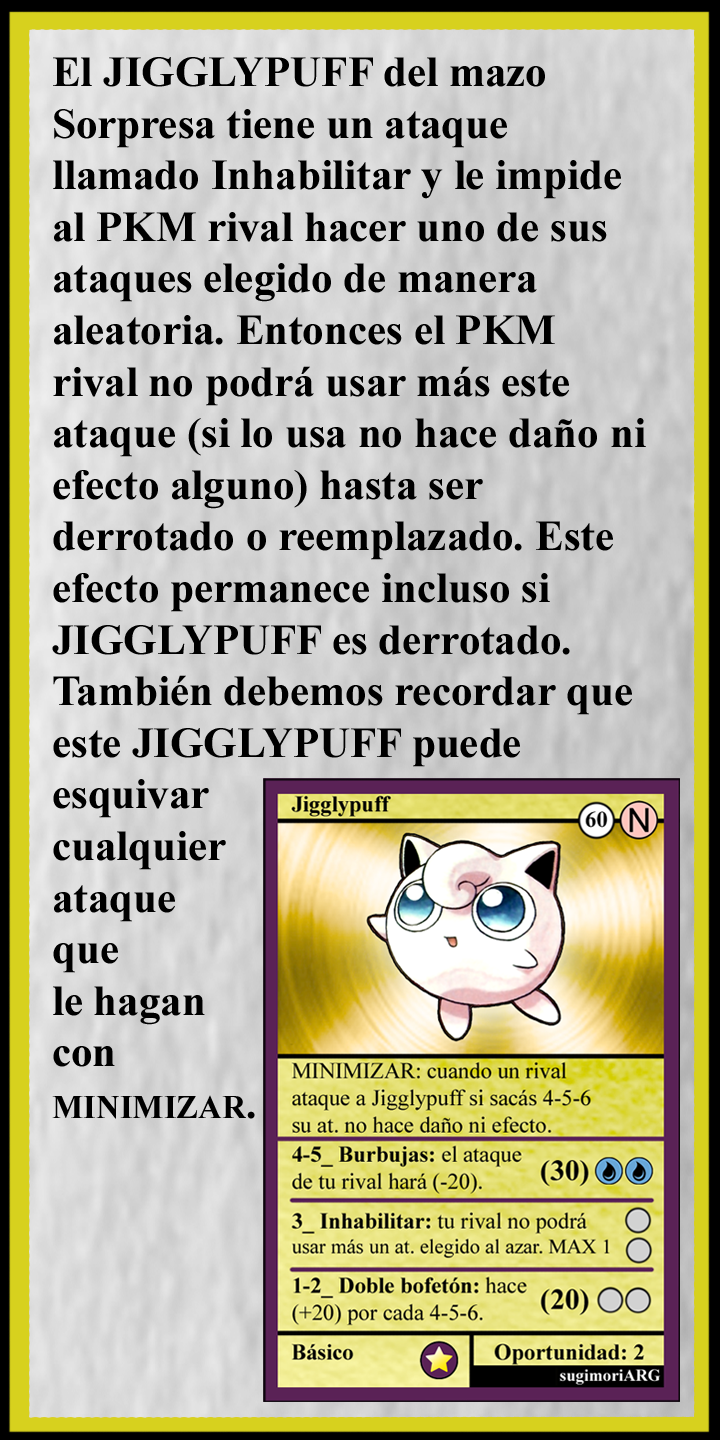 El JIGGLYPUFF del mazo
Sorpresa tiene un ataque
llamado Inhabilitar y le impide
al PKM rival hacer uno de sus
ataques elegido de manera
aleatoria. Entonces el PKM
rival no podrá usar más este
ataque (si lo usa no hace daño ni
efecto alguno) hasta ser
derrotado o reemplazado. Este
efecto permanece incluso si
JIGGLYPUFF es derrotado.
También debemos recordar que
este JIGGLYPUFF puede
esquivar
cualquier
ataque
que
le hagan
con
MINIMIZAR.
Jigglypuff
60 N
MINIMIZAR: cuando un rival
ataque a Jigglypuff si sacás 4-5-6
su at. no hace daño ni efecto.
4-5_ Burbujas: el ataque
de tu rival hará (-20).
(30)
3_ Inhabilitar: tu rival no podrá
usar más un at. elegido al azar. MAX 1
1-2_ Doble bofetón: hace
(+20) por cada 4-5-6.
(20)
Básico
Oportunidad: 2
sugimoriARG